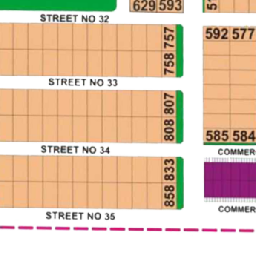 629 593
STREET NO 32
758 757
592 577
STREET NO 33
808 807
585 584
STREET NO 34
COMMER
858 833
STREET NO 35
COMMER